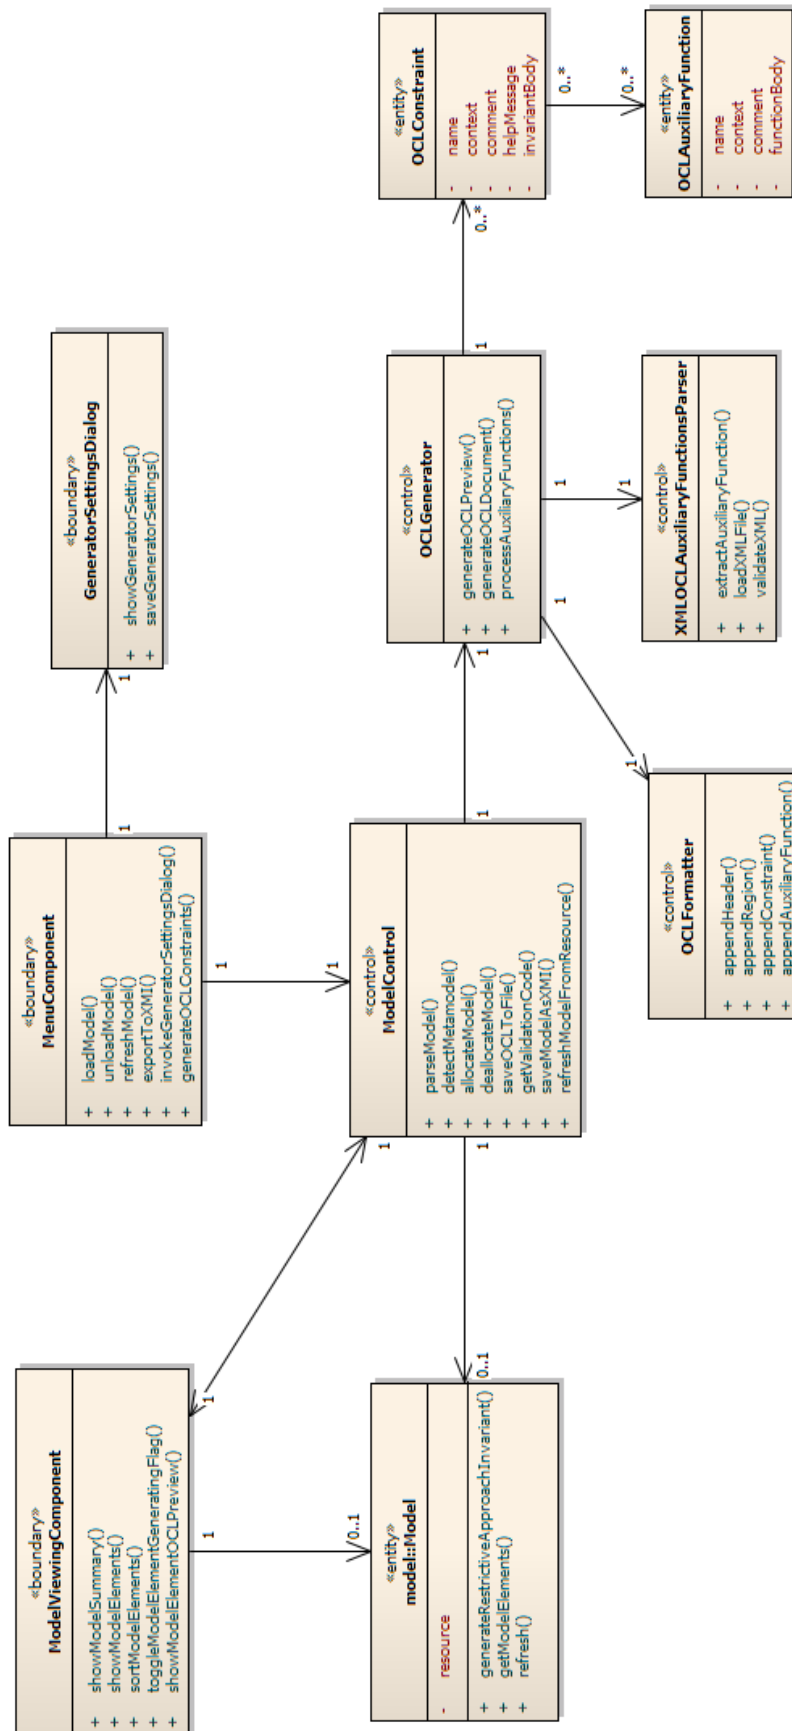 «boundary»
ModelViewingComponent
+ showModelSummary()
+ showModelElements()
+ sortModelElements()
+ toggleModelElementGeneratingFlag()
+ showModelElementOCLPreview()
«boundary»
MenuComponent
+ loadModel()
+ unloadModel()
+ refreshModel()
+ exportToXMI()
+ invokeGeneratorSettingsDialog()
+ generateOCLConstraints()
«boundary»
GeneratorSettingsDialog
+ showGeneratorSettings()
+ saveGeneratorSettings()
1
1
1
0..1
1
1
1
1
«entity»
model::Model
- resource
+ generateRestrictiveApproachInvariant()
+ getModelElements()
+ refresh()
0..1
1
«control»
ModelControl
+ parseModel()
+ detectMetamodel()
+ allocateModel()
+ deallocateModel()
+ saveOCLToFile()
+ getValidationCode()
+ saveModelAsXMI()
+ refreshModelFromResource()
1
1
«control»
OCLGenerator
+ generateOCLPreview()
+ generateOCLDocument()
+ processAuxiliaryFunctions()
1
0..*
«entity»
OCLConstraint
- name
- context
- comment
- helpMessage
- invariantBody
1
1
1
1
0..*
0..*
«control»
OCLFormatter
+ appendHeader()
+ appendRegion()
+ appendConstraint()
+ appendAuxiliaryFunction()
«control»
XMLOCLAuxiliaryFunctionsParser
+ extractAuxiliaryFunction()
+ loadXMLFile()
+ validateXML()
«entity»
OCLAuxiliaryFunction
- name
- context
- comment
- functionBody